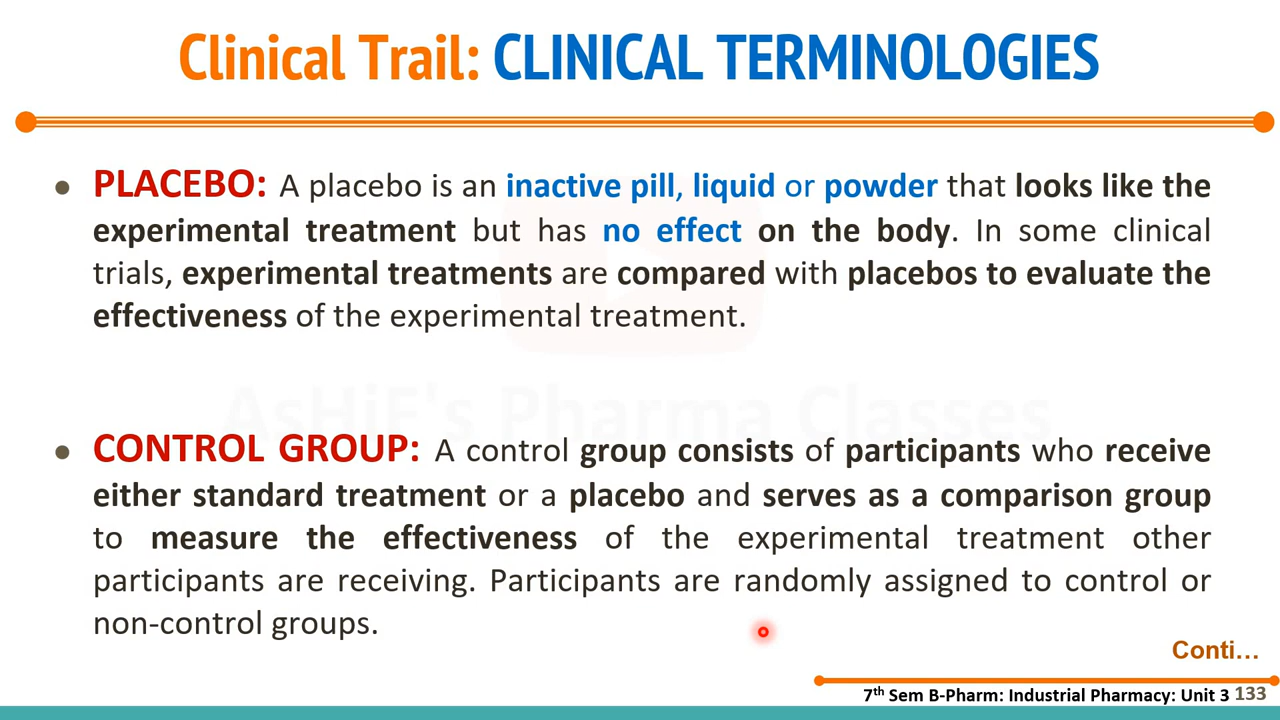 Clinical Trail: CLINICAL TERMINOLOGIES
• PLACEBO: A placebo is an inactive pill, liquid or powder that looks like the
experimental treatment but has no effect on the body. In some clinical
trials, experimental treatments are compared with placebos to evaluate the
effectiveness of the experimental treatment.
AsHiF's Pharma Classes
• CONTROL GROUP: A control group consists of participants who receive
either standard treatment or a placebo and serves as a comparison group
to measure the effectiveness of the experimental treatment other
participants are receiving. Participants are randomly assigned to control or
non-control groups.
Conti...
7th Sem B-Pharm: Industrial Pharmacy: Unit 3 133